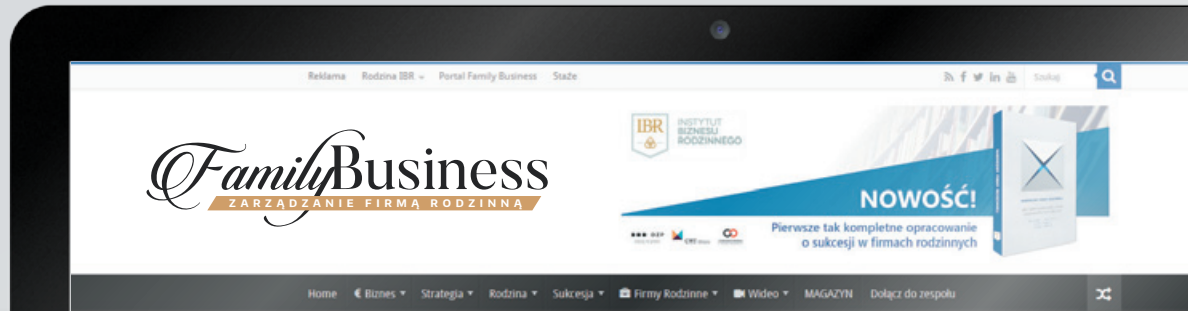 Reklama Rodzina IBR Portal Family Business Staże
Szukaj
FamilyBusiness
ZARZĄDZANIE FIRMĄ RODZINNĄ
IBR
INSTYTUT
BIZNESU
RODZINNEGO
NOWOŚĆ!
Pierwsze tak kompletne opracowanie
o sukcesji w firmach rodzinnych
Home € Biznes Strategia Rodzina Sukcesja Firmy Rodzinne Wideo MAGAZYN Dołącz do zespołu